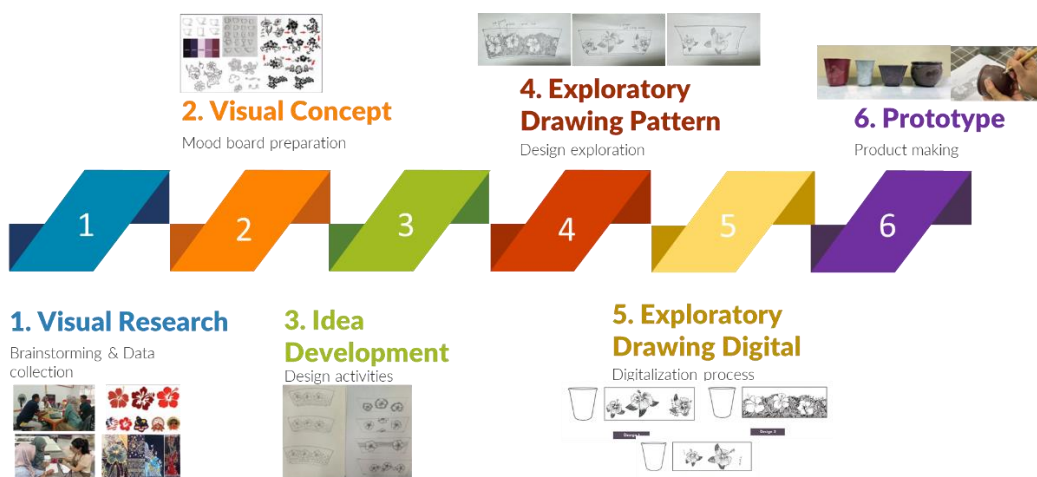 2. Visual Concept
Mood board preparation
4. Exploratory
Drawing Pattern
Design exploration
6. Prototype
Product making
1
2
3
4
5
6
1. Visual Research
Brainstorming & Data
collection
3. Idea
Development
Design activities
5. Exploratory
Drawing Digital
Digitalization process